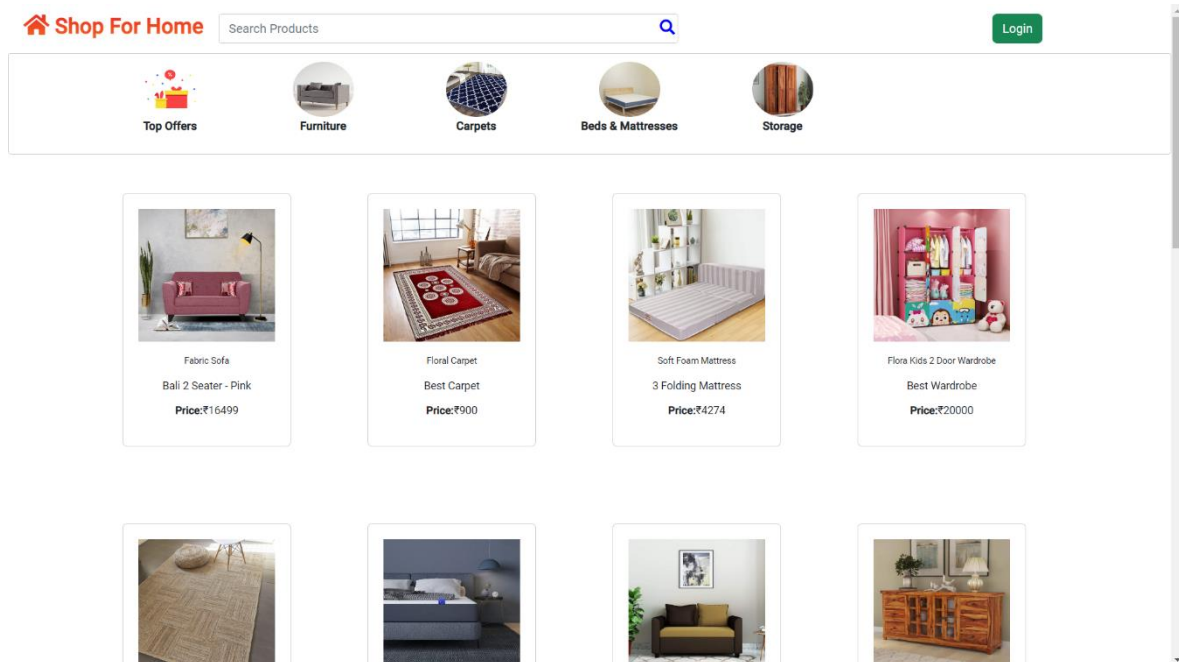 Shop For Home
Search Products
Login
Top Offers
Furniture
Carpets
Beds & Mattresses
Storage
Fabric Sofa
Bali 2 Seater - Pink
Price:₹16499
Floral Carpet
Best Carpet
Price:₹900
Soft Foam Mattress
3 Folding Mattress
Price:₹4274
Flora Kids 2 Door Wardrobe
Best Wardrobe
Price:₹20000